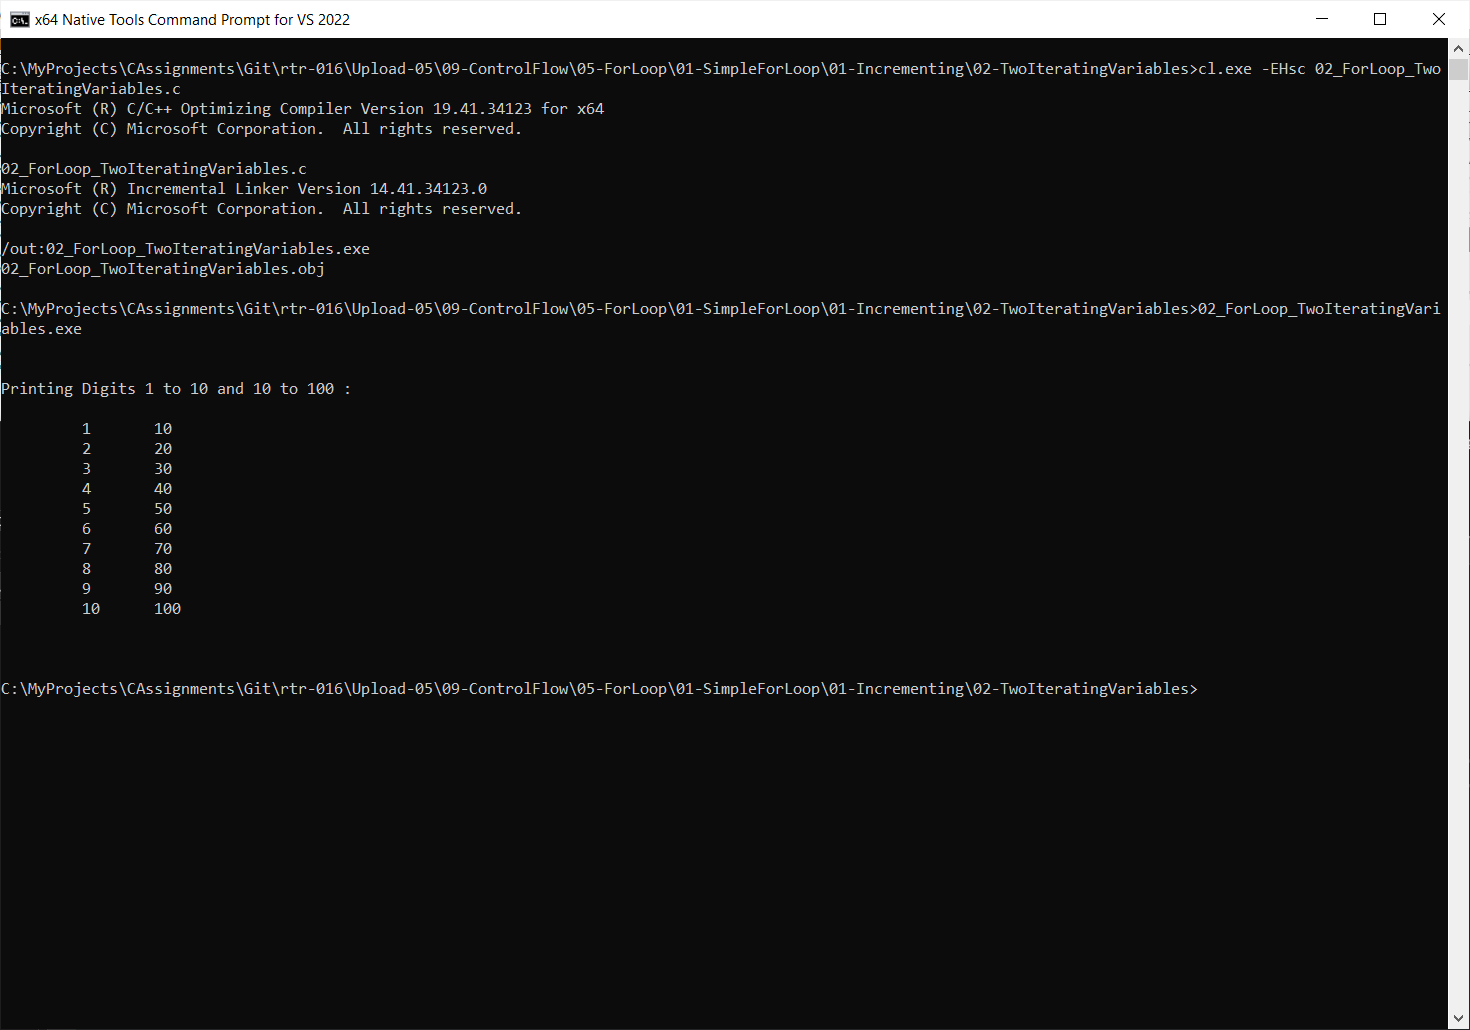 x64 Native Tools Command Prompt for VS 2022
C:\MyProjects\CAssignments\Git\rtr-016\Upload-05\09-ControlFlow\05-ForLoop\01-SimpleForLoop\01-Incrementing\02-TwoIteratingVariables>cl.exe -EHsc 02_ForLoop_Two
IteratingVariables.c
Microsoft (R) C/C++ Optimizing Compiler Version 19.41.34123 for x64
Copyright (C) Microsoft Corporation.  All rights reserved.
02_ForLoop_TwoIteratingVariables.c
Microsoft (R) Incremental Linker Version 14.41.34123.0
Copyright (C) Microsoft Corporation.  All rights reserved.
/out:02_ForLoop_TwoIteratingVariables.exe
02_ForLoop_TwoIteratingVariables.obj
C:\MyProjects\CAssignments\Git\rtr-016\Upload-05\09-ControlFlow\05-ForLoop\01-SimpleForLoop\01-Incrementing\02-TwoIteratingVariables>02_ForLoop_TwoIteratingVari
ables.exe
Printing Digits 1 to 10 and 10 to 100 :
1 10
2 20
3 30
4 40
5 50
6 60
7 70
8 80
9 90
10 100
C:\MyProjects\CAssignments\Git\rtr-016\Upload-05\09-ControlFlow\05-ForLoop\01-SimpleForLoop\01-Incrementing\02-TwoIteratingVariables>